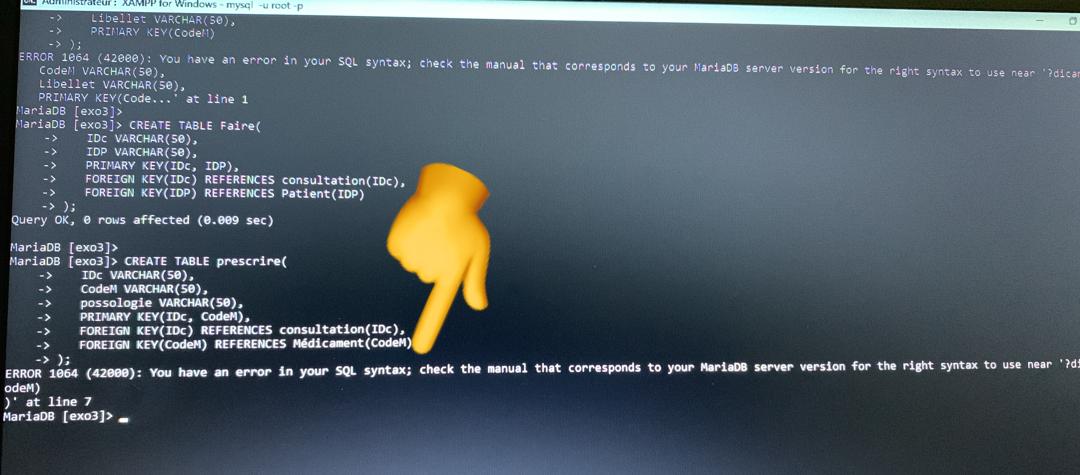 Administrateur : XAMPP for Windows - mysql -u root -p
-> Libellet VARCHAR(50),
-> PRIMARY KEY(CodeM)
-> );
ERROR 1064 (42000): You have an error in your SQL syntax; check the manual that corresponds to your MariaDB server version for the right syntax to use near '?dicam
CodeM VARCHAR(50),
Libellet VARCHAR(50),
PRIMARY KEY(Code...' at line 1
MariaDB [exo3]>
MariaDB [exo3]> CREATE TABLE Faire(
-> IDc VARCHAR(50),
-> IDP VARCHAR(50),
-> PRIMARY KEY(IDc, IDP),
-> FOREIGN KEY(IDc) REFERENCES consultation(IDc),
-> FOREIGN KEY(IDP) REFERENCES Patient(IDP)
-> );
Query OK, 0 rows affected (0.009 sec)
MariaDB [exo3]>
MariaDB [exo3]> CREATE TABLE prescrire(
-> IDc VARCHAR(50),
-> CodeM VARCHAR(50),
-> possologie VARCHAR(50),
-> PRIMARY KEY(IDc, CodeM),
-> FOREIGN KEY(IDc) REFERENCES consultation(IDc),
-> FOREIGN KEY(CodeM) REFERENCES Médicament(CodeM)
-> );
ERROR 1064 (42000): You have an error in your SQL syntax; check the manual that corresponds to your MariaDB server version for the right syntax to use near '?di
odeM)
)' at line 7
MariaDB [exo3]>